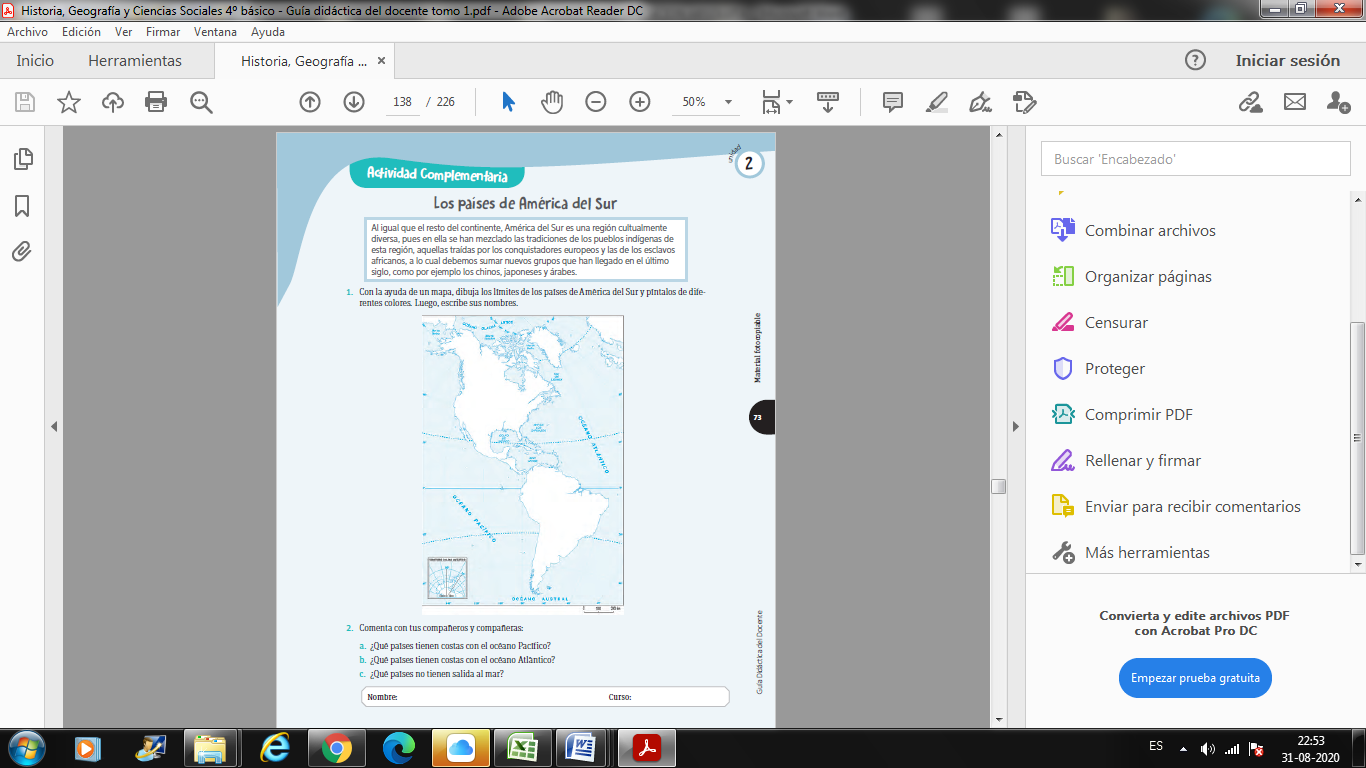 Historia, Geografía y Ciencias Sociales 4º básico - Guía didáctica del docente tomo 1.pdf - Adobe Acrobat Reader DC
Archivo Edición Ver Firmar Ventana Ayuda
Inicio Herramientas Historia, Geografía ... × Iniciar sesión
138 / 226 50%
Unidad 2
Actividad Complementaria
Los países de América del Sur
Al igual que el resto del continente, América del Sur es una región cultualmente
diversa, pues en ella se han mezclado las tradiciones de los pueblos indígenas de
esta región, aquellas traídas por los conquistadores europeos y las de los esclavos
africanos, a lo cual debemos sumar nuevos grupos que han llegado en el último
siglo, como por ejemplo los chinos, japoneses y árabes.
1. Con la ayuda de un mapa, dibuja los límites de los países de América del Sur y píntalos de dife-
rentes colores. Luego, escribe sus nombres.
OCÉANO ATLÁNTICO
OCÉANO PACÍFICO
OCÉANO AUSTRAL
Material fotocopiable
73
Guía Didáctica del Docente
2. Comenta con tus compañeros y compañeras:
a. ¿Qué países tienen costas con el océano Pacífico?
b. ¿Qué países tienen costas con el océano Atlántico?
c. ¿Qué países no tienen salida al mar?
Nombre: Curso:
Buscar 'Encabezado'
Combinar archivos
Organizar páginas
Censurar
Proteger
Comprimir PDF
Rellenar y firmar
Enviar para recibir comentarios
Más herramientas
Convierta y edite archivos PDF
con Acrobat Pro DC
Empezar prueba gratuita
ES 22:53
31-08-2020